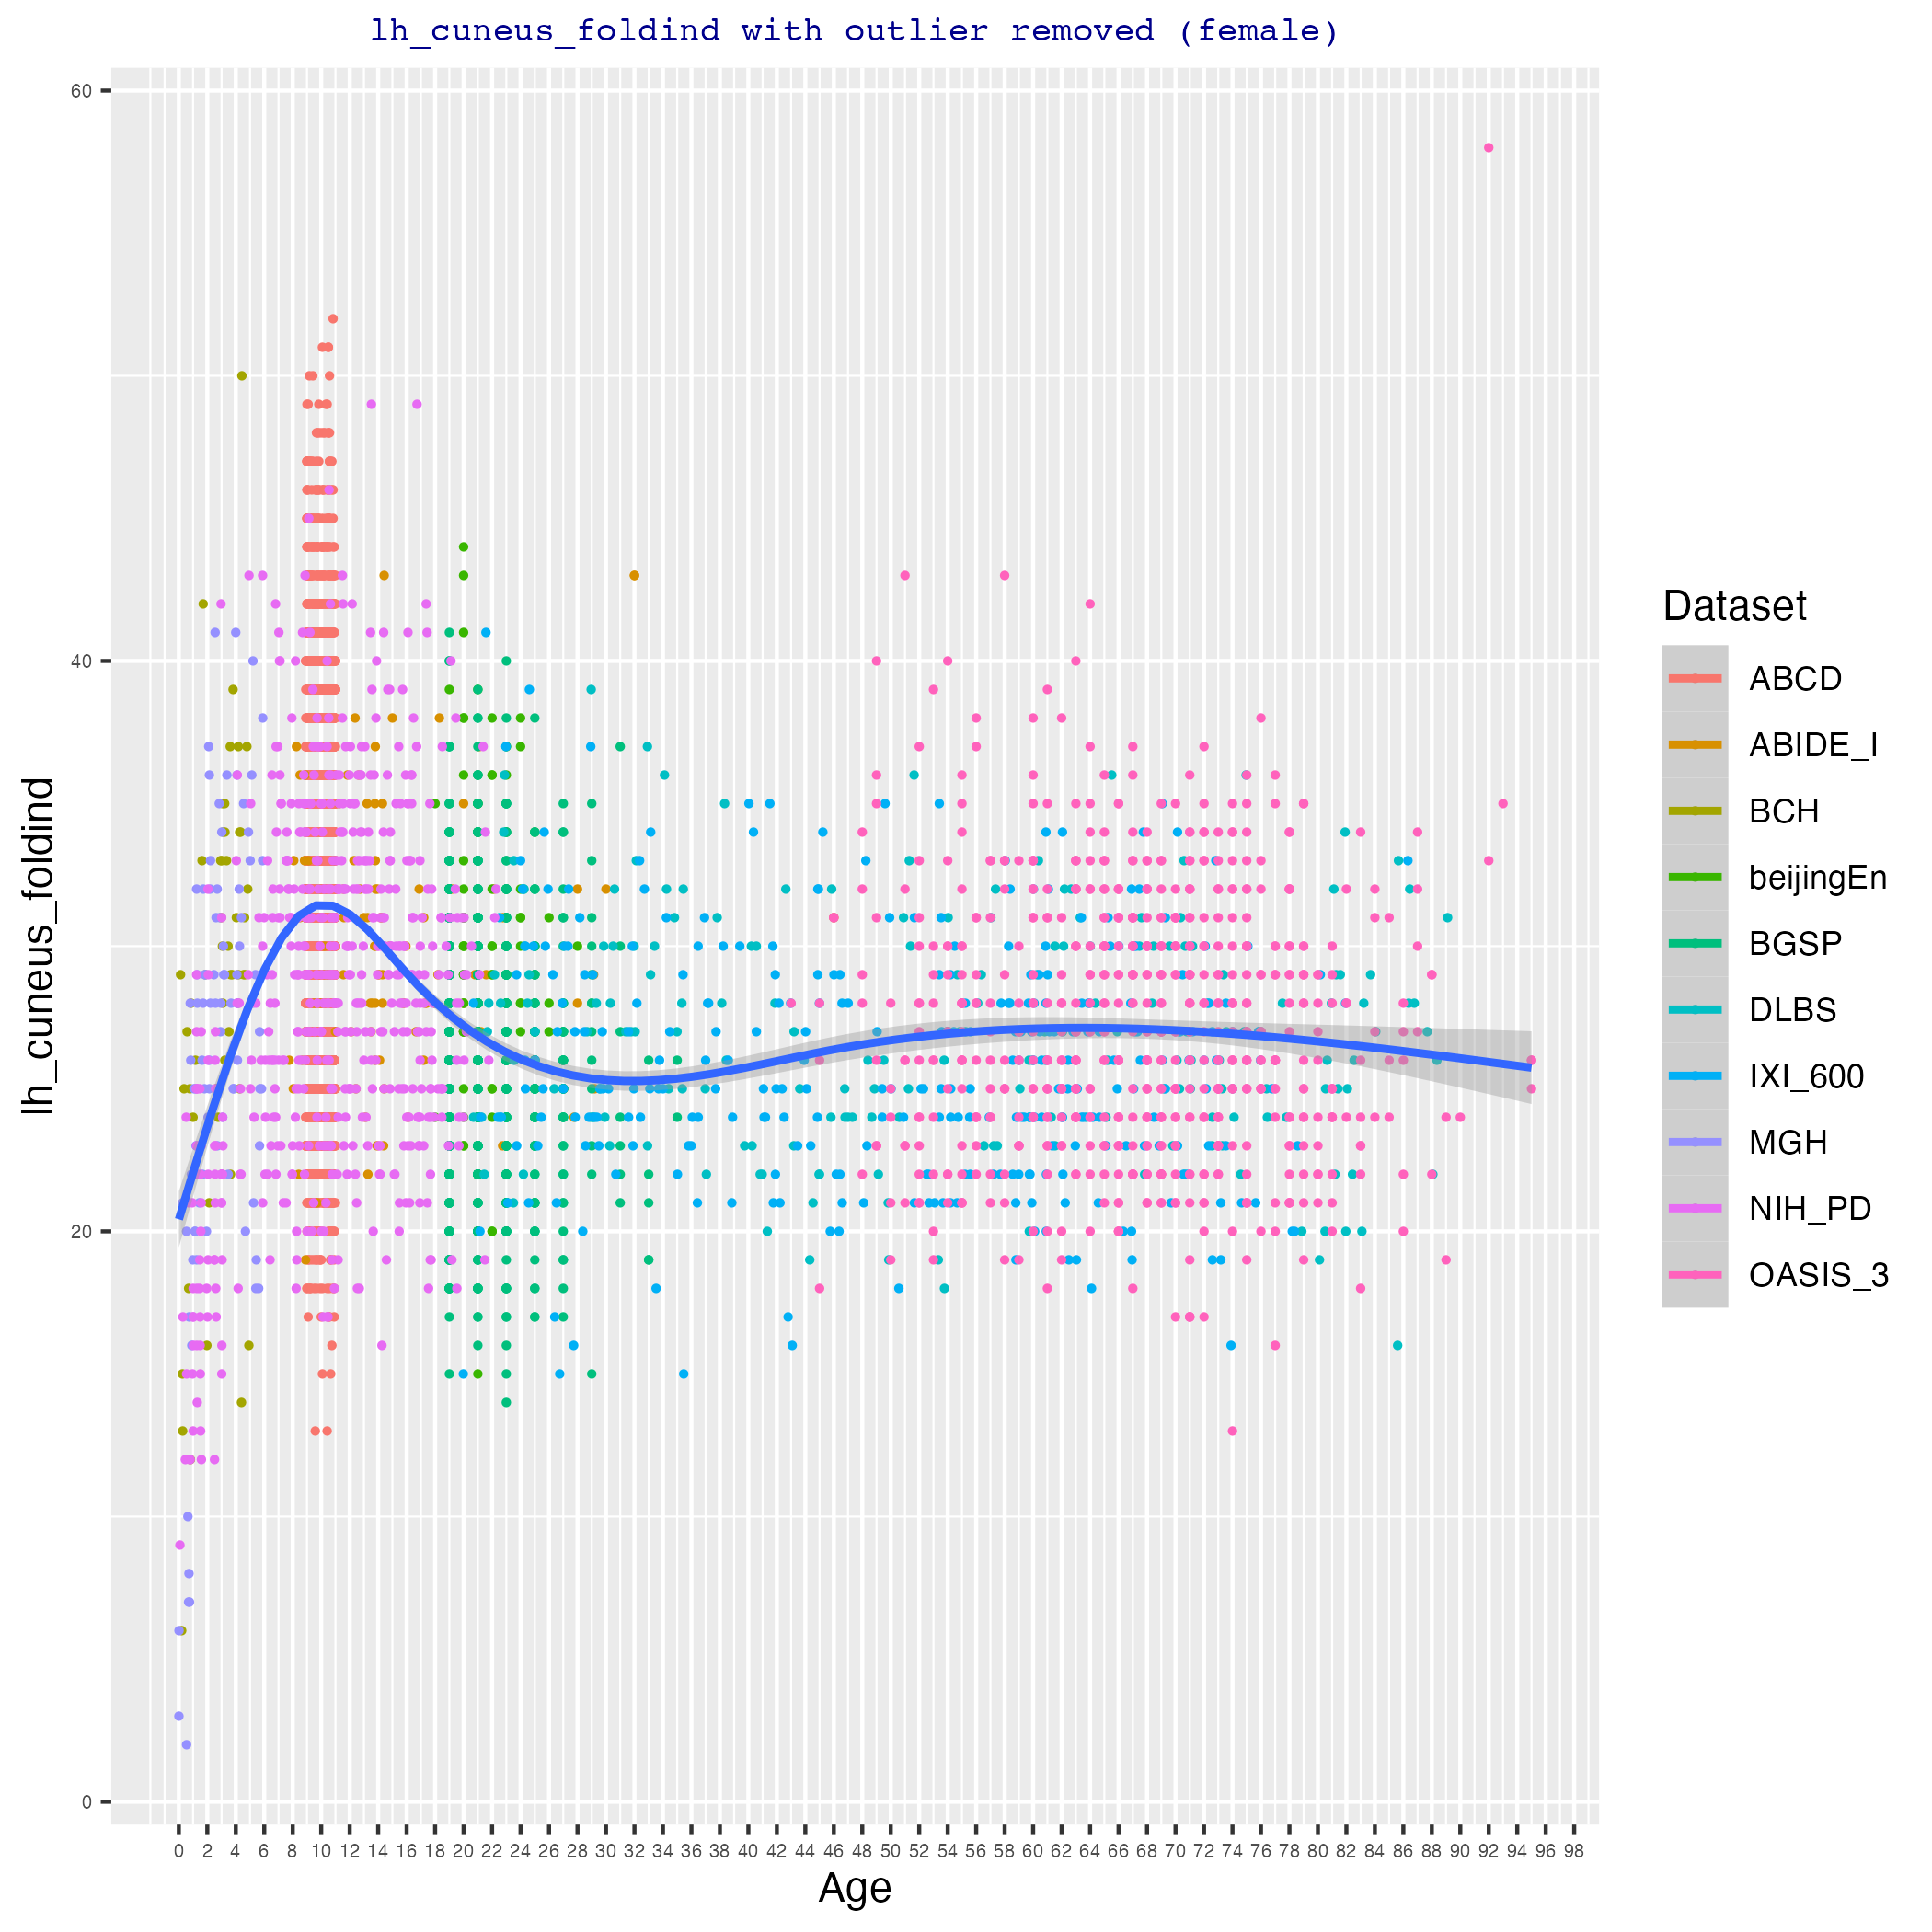 lh_cuneus_foldind with outlier removed (female)
60
40
20
0
lh_cuneus_foldind
0 2 4 6 8 10 12 14 16 18 20 22 24 26 28 30 32 34 36 38 40 42 44 46 48 50 52 54 56 58 60 62 64 66 68 70 72 74 76 78 80 82 84 86 88 90 92 94 96 98
Age
Dataset
ABCD
ABIDE_I
BCH
beijingEn
BGSP
DLBS
IXI_600
MGH
NIH_PD
OASIS_3